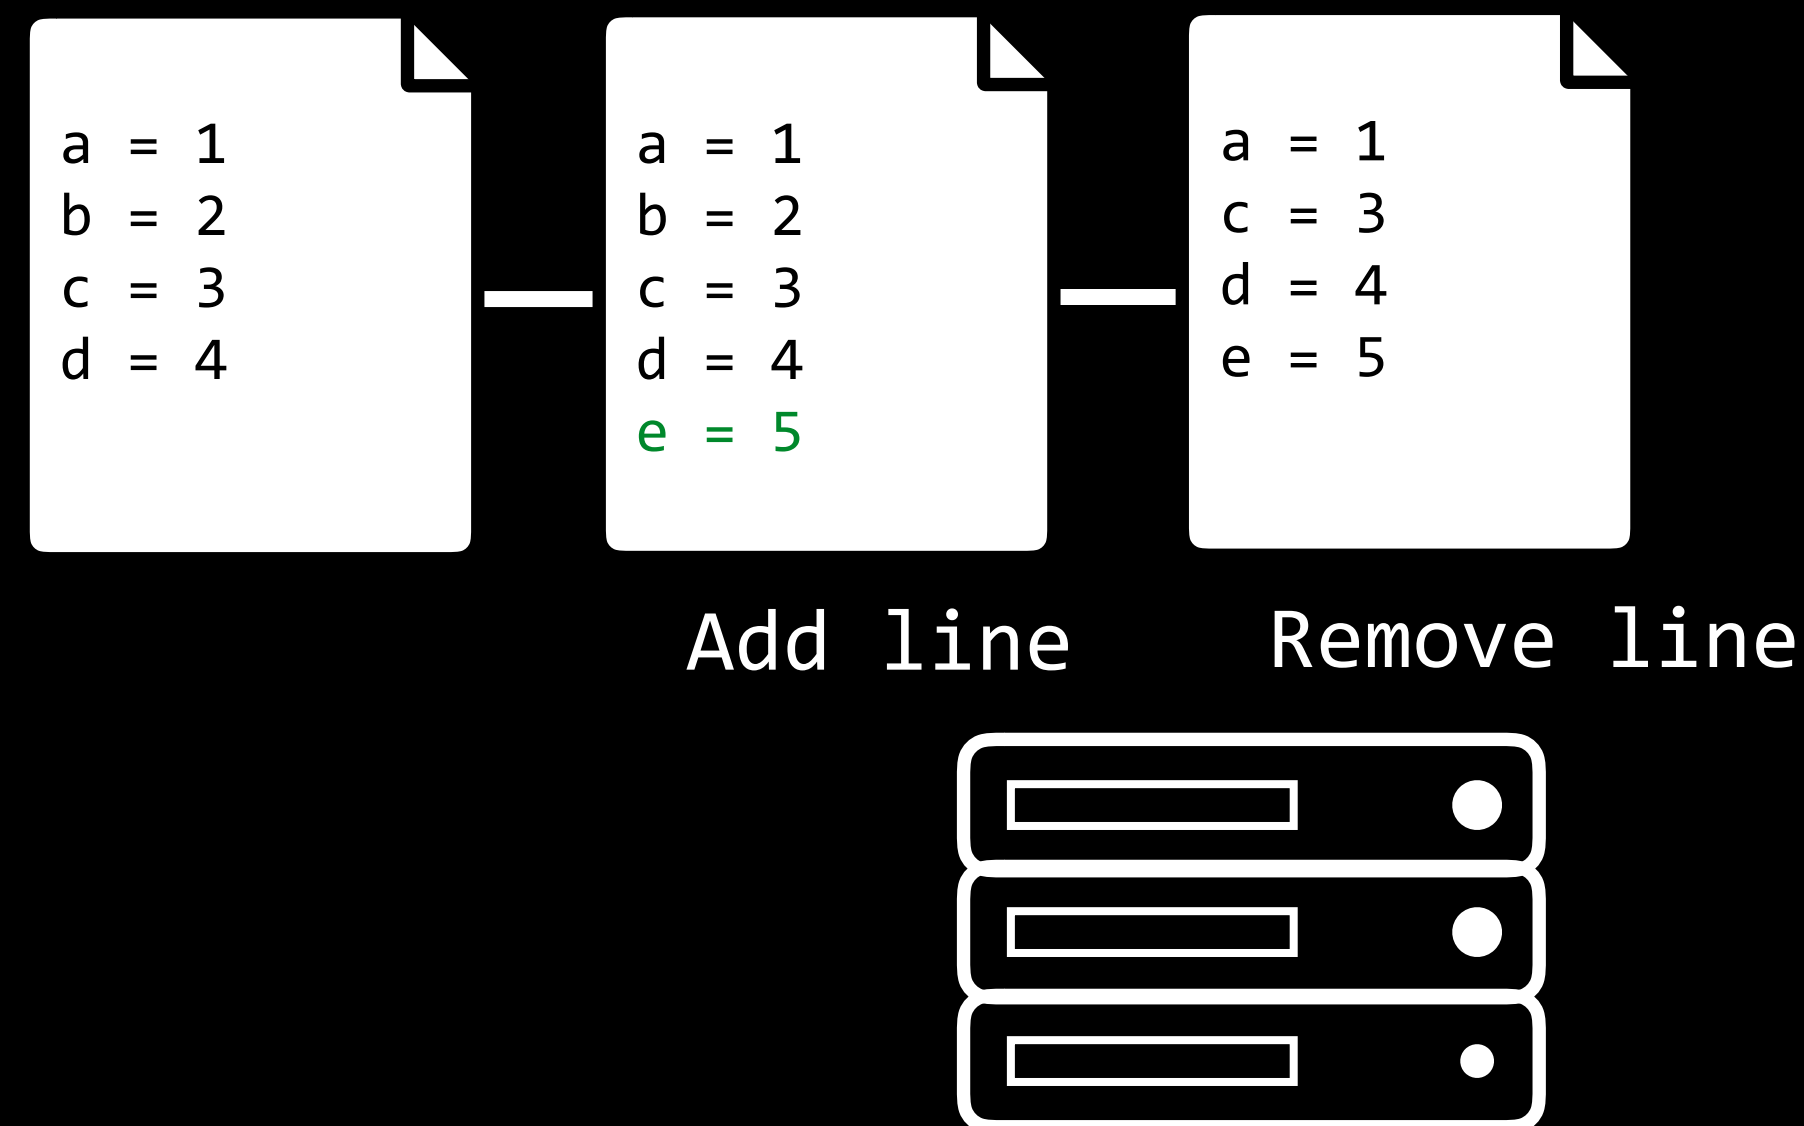 a = 1
b = 2
c = 3
d = 4
a = 1
b = 2
c = 3
d = 4
e = 5
a = 1
c = 3
d = 4
e = 5
Add line
Remove line